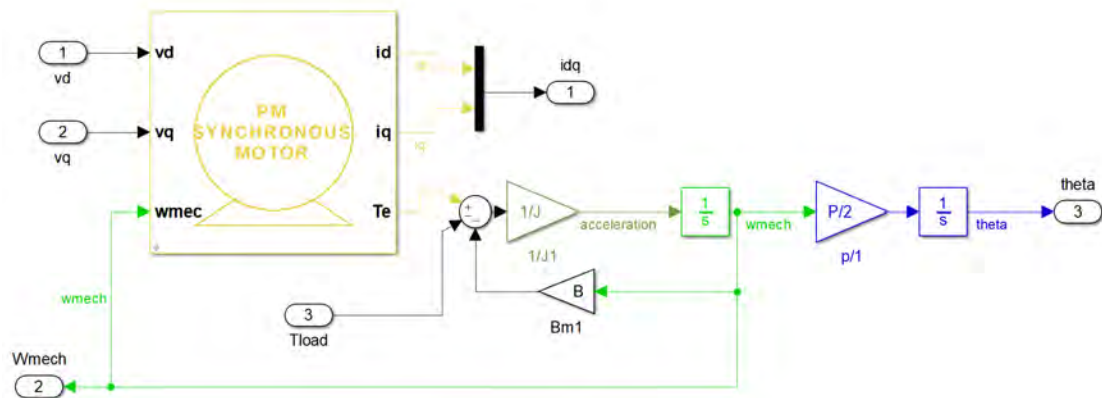 1
vd
2
vq
vd
vq
wmec
PM
SYNCHRONOUS
MOTOR
id
iq
Te
iq
idq
1
+
-
-
1/J
1/J1
acceleration
1
s
wmech
P/2
p/1
1
s
theta
theta
3
B
Bm1
3
Tload
wmech
Wmech
2